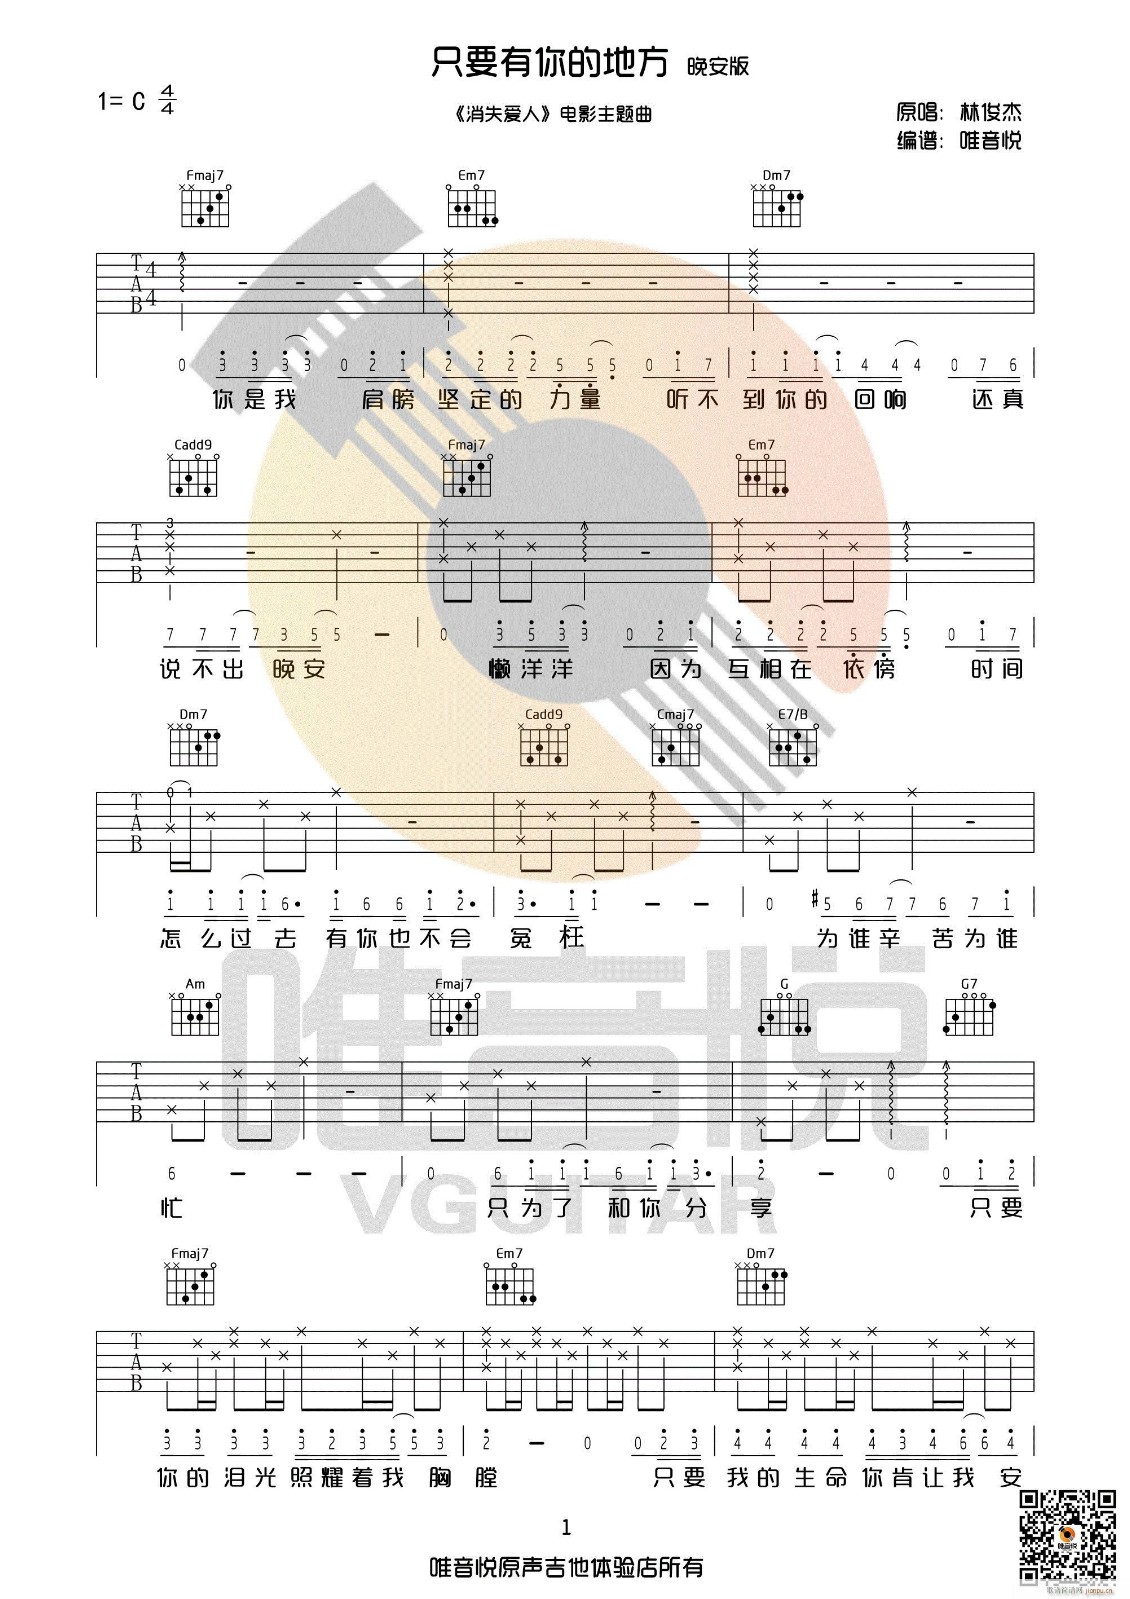 只要有你的地方 晚安版
1= C 4/4
《消失爱人》电影主题曲
原唱：林俊杰
编谱：唯音悦
Fmaj7 Em7 Dm7
T A B 4 4
0 3 3 3 3 0 2 1 2 2 2 2 5 5 5 0 1 7 1 1 1 1 4 4 4 0 7 6
你是我 肩膀 坚定的 力量 听不 到你的 回响 还真
Cadd9 Fmaj7 Em7
3
T A B
7 7 7 7 3 5 5 – 0 3 5 3 3 0 2 1 2 2 2 2 5 5 5 0 1 7
说不出 晚安 懒洋洋 因为 互相在 依傍 时间
Dm7 Cadd9 Cmaj7 E7/B
0 1
T A B
1 1 1 1 6· 1 6 6 1 2· 3· 1 1 – – 0 #5 6 7 7 6 7 1
怎么过去 有你也不会 冤枉 为谁辛 苦为谁
Am Fmaj7 G G7
T A B
6 – – – 0 6 1 1 1 6 1 1 3· 2 – 0 0 1 2
忙 只为了 和你分 享 只要
Fmaj7 Em7 Dm7
T A B
3 3 3 3 3 2 3 5 5 3 2 – 0 0 2 3 4 4 4 4 4 3 4 6 6 4
你的泪光照耀着我 胸膛 只要 我的生命你肯让我 安
1
唯音悦原声吉他体验店所有
唯音悦
VGUITAR
唯音悦
jianpu.cn